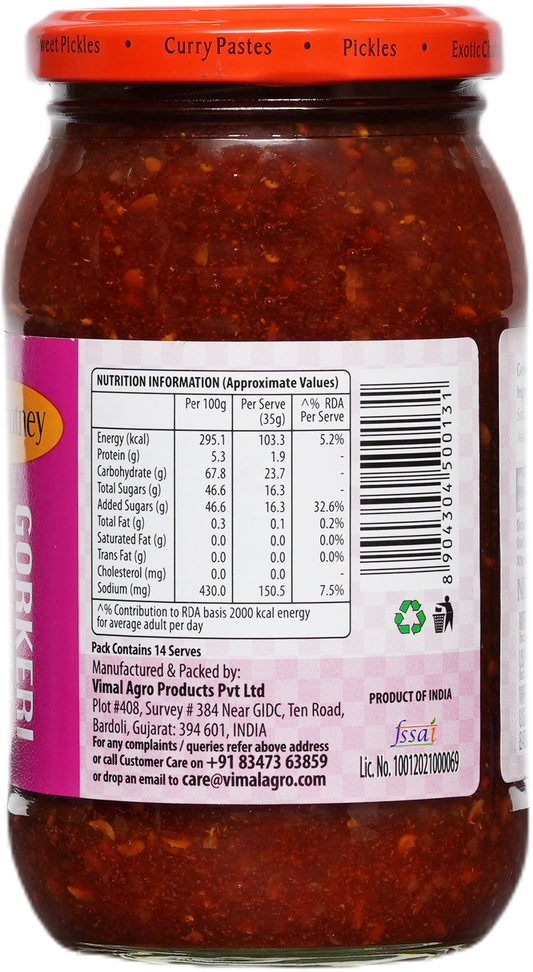 Sweet Pickles • Curry Pastes • Pickles • Exotic
GORKERI
NUTRITION INFORMATION (Approximate Values)
Per 100g Per Serve (35g) ^% RDA Per Serve
Energy (kcal) 295.1 103.3 5.2%
Protein (g) 5.3 1.9 -
Carbohydrate (g) 67.8 23.7 -
Total Sugars (g) 46.6 16.3 -
Added Sugars (g) 46.6 16.3 32.6%
Total Fat (g) 0.3 0.1 0.2%
Saturated Fat (g) 0.0 0.0 0.0%
Trans Fat (g) 0.0 0.0 0.0%
Cholesterol (mg) 0.0 0.0 -
Sodium (mg) 430.0 150.5 7.5%
^% Contribution to RDA basis 2000 kcal energy
for average adult per day
8 904304 500131
Pack Contains 14 Serves
Manufactured & Packed by:
Vimal Agro Products Pvt Ltd
Plot #408, Survey # 384 Near GIDC, Ten Road,
Bardoli, Gujarat: 394 601, INDIA
For any complaints / queries refer above address
or call Customer Care on +91 83473 63859
or drop an email to care@vimalagro.com
PRODUCT OF INDIA
fssai
Lic. No. 10012021000069